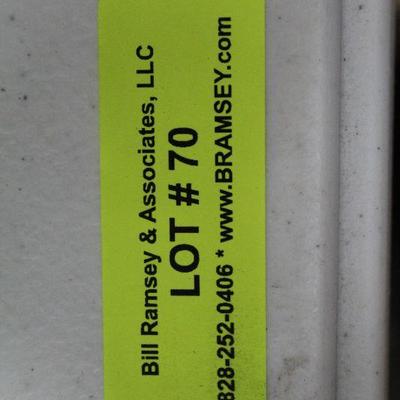 Bill Ramsey & Associates, LLC
LOT # 70
828-252-0406 * www.BRAMSEY.com